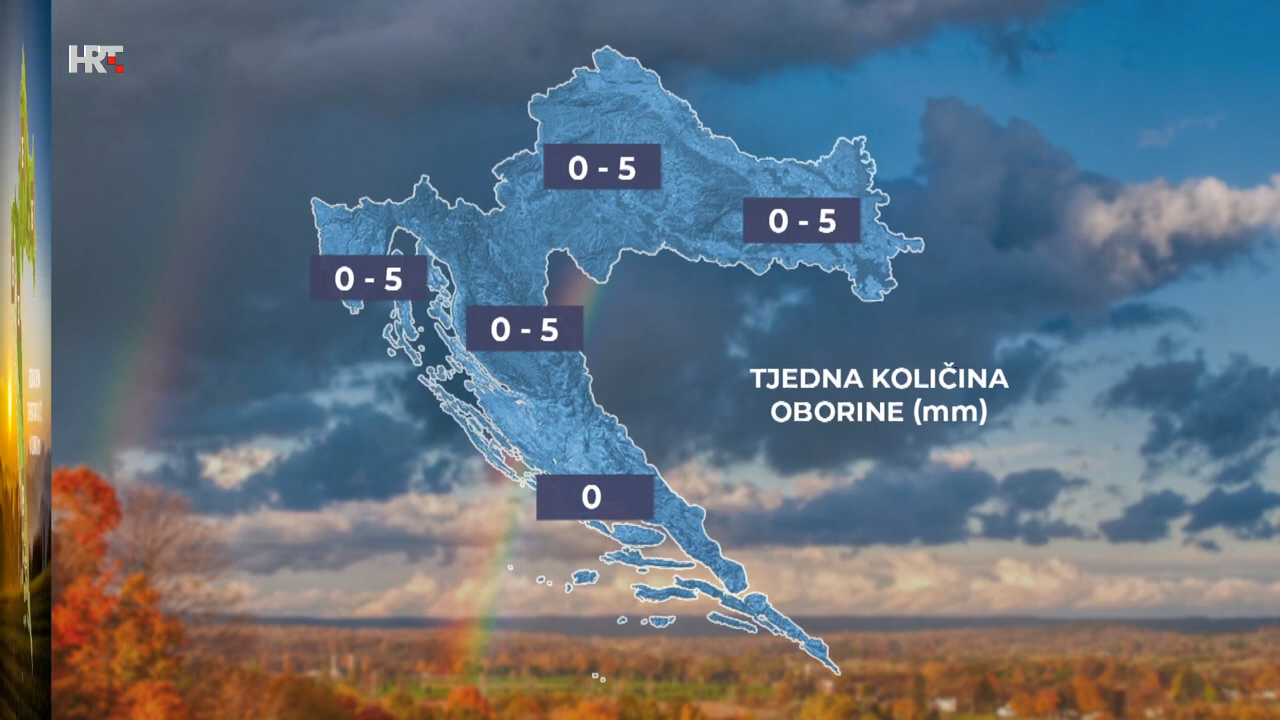 HRT
0 - 5
0 - 5
0 - 5
0 - 5
TJEDNA KOLIČINA
OBORINE (mm)
0